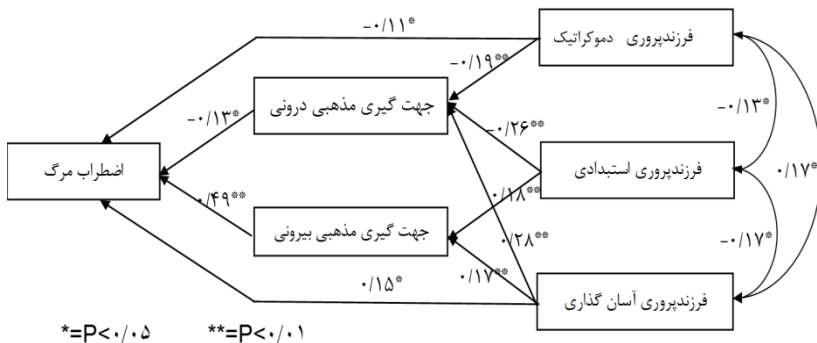 -۰/۱۱*
فرزندپروری دموکراتیک
-۰/۱۹**
جهت گیری مذهبی درونی
-۰/۱۳*
-۰/۱۳*
-۰/۲۶**
اضطراب مرگ
فرزندپروری استبدادی
۰/۱۷*
۰/۱۸**
۰/۴۹**
جهت گیری مذهبی بیرونی
۰/۲۸**
-۰/۱۷*
۰/۱۷**
۰/۱۵*
فرزندپروری آسان گذاری
*=P<۰/۰۵ **=P<۰/۰۱